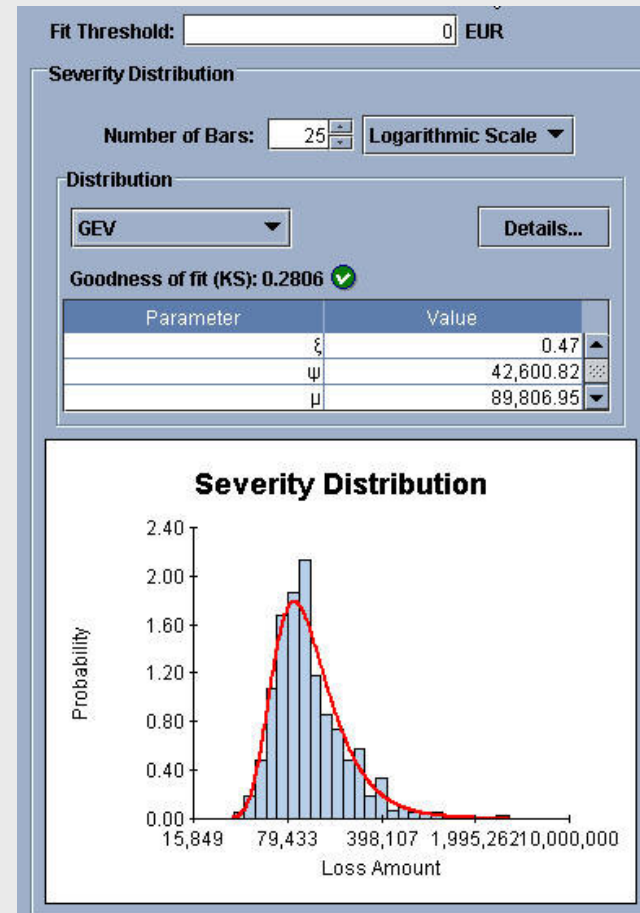 Fit Threshold: 0 EUR
Severity Distribution
Number of Bars: 25 Logarithmic Scale
Distribution
GEV Details...
Goodness of fit (KS): 0.2806
Parameter Value
ξ 0.47
ψ 42,600.82
μ 89,806.95
Severity Distribution
2.40
2.00
1.60
1.20
0.80
0.40
0.00
Probability
15,849 79,433 398,107 1,995,262 10,000,000
Loss Amount